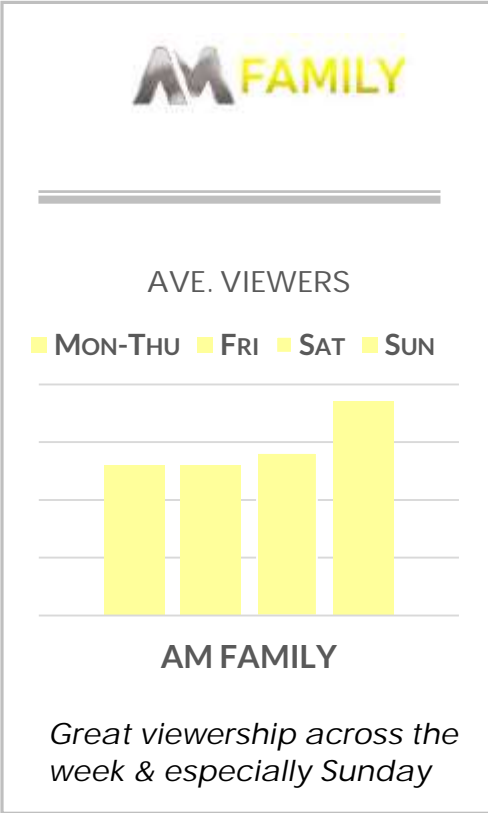 AM FAMILY
AVE. VIEWERS
MON-THU FRI SAT SUN
AM FAMILY
Great viewership across the
week & especially Sunday